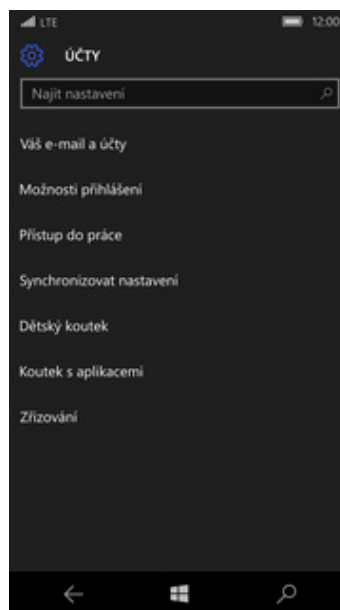 LTE 12:00
ÚČTY
Najít nastavení
Váš e-mail a účty
Možnosti přihlášení
Přístup do práce
Synchronizovat nastavení
Dětský koutek
Koutek s aplikacemi
Zřizování